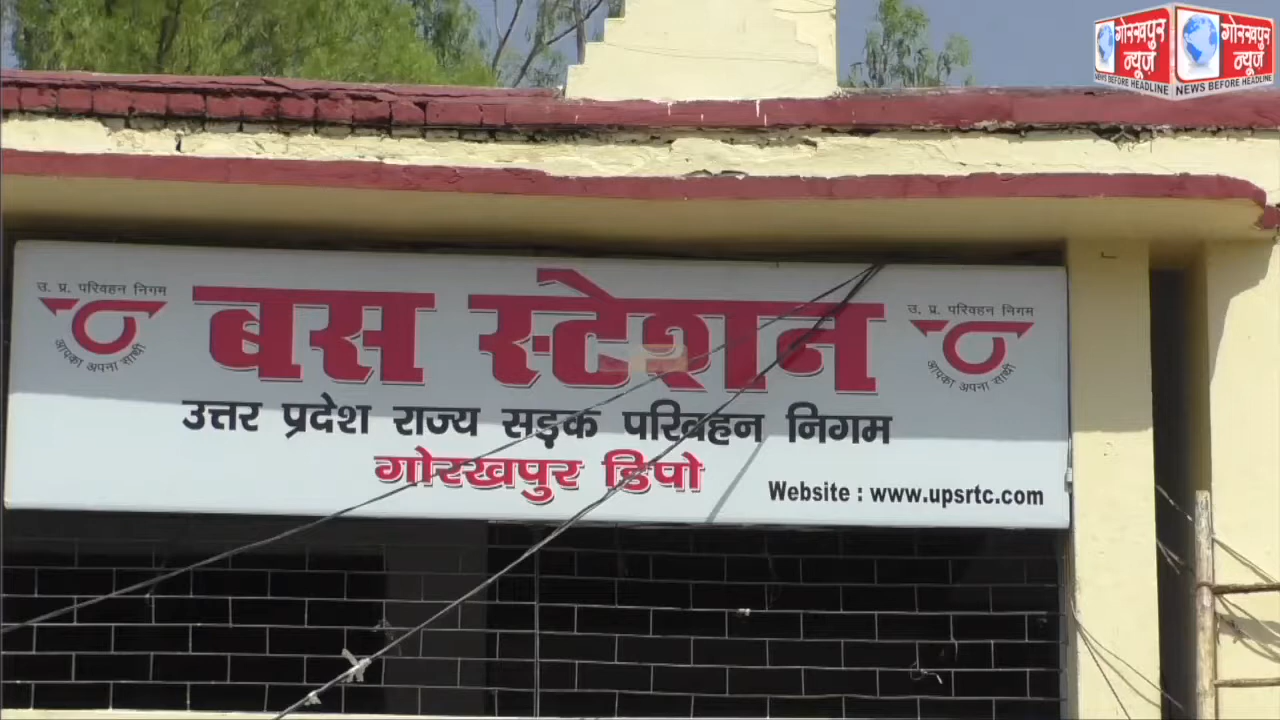 गोरखपुर
न्यूज
NEWS BEFORE HEADLINE
गोरखपुर
न्यूज
NEWS BEFORE HEADLINE
उ. प्र. परिवहन निगम
आपका अपना साथी
बस स्टेशन
उ. प्र. परिवहन निगम
आपका अपना साथी
उत्तर प्रदेश राज्य सड़क परिवहन निगम
गोरखपुर डिपो
Website : www.upsrtc.com